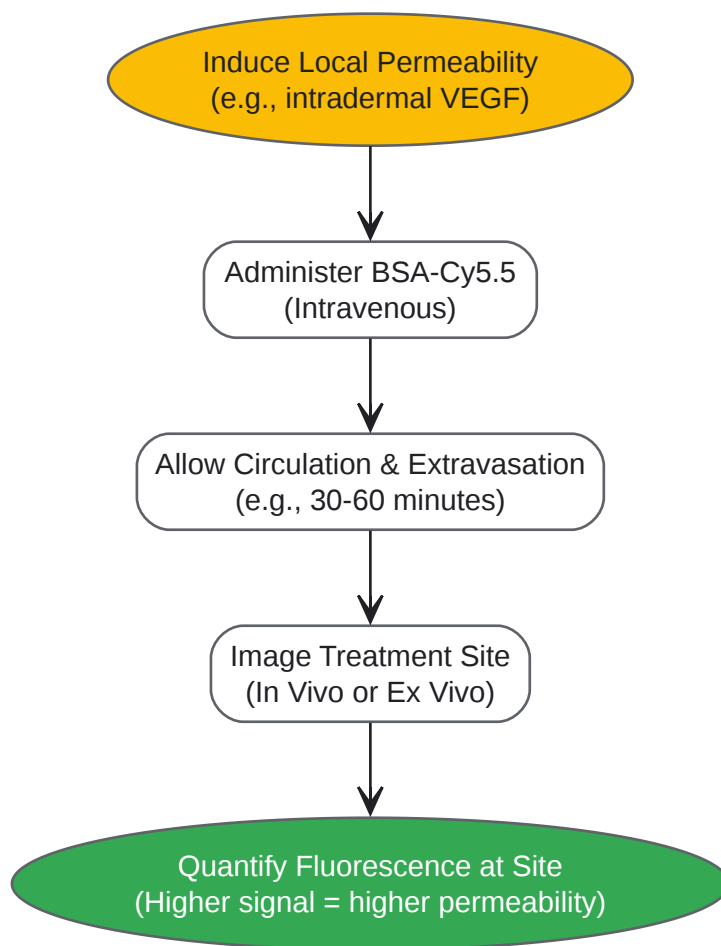 Induce Local Permeability
(e.g., intradermal VEGF)
Administer BSA-Cy5.5
(Intravenous)
Allow Circulation & Extravasation
(e.g., 30-60 minutes)
Image Treatment Site
(In Vivo or Ex Vivo)
Quantify Fluorescence at Site
(Higher signal = higher permeability)